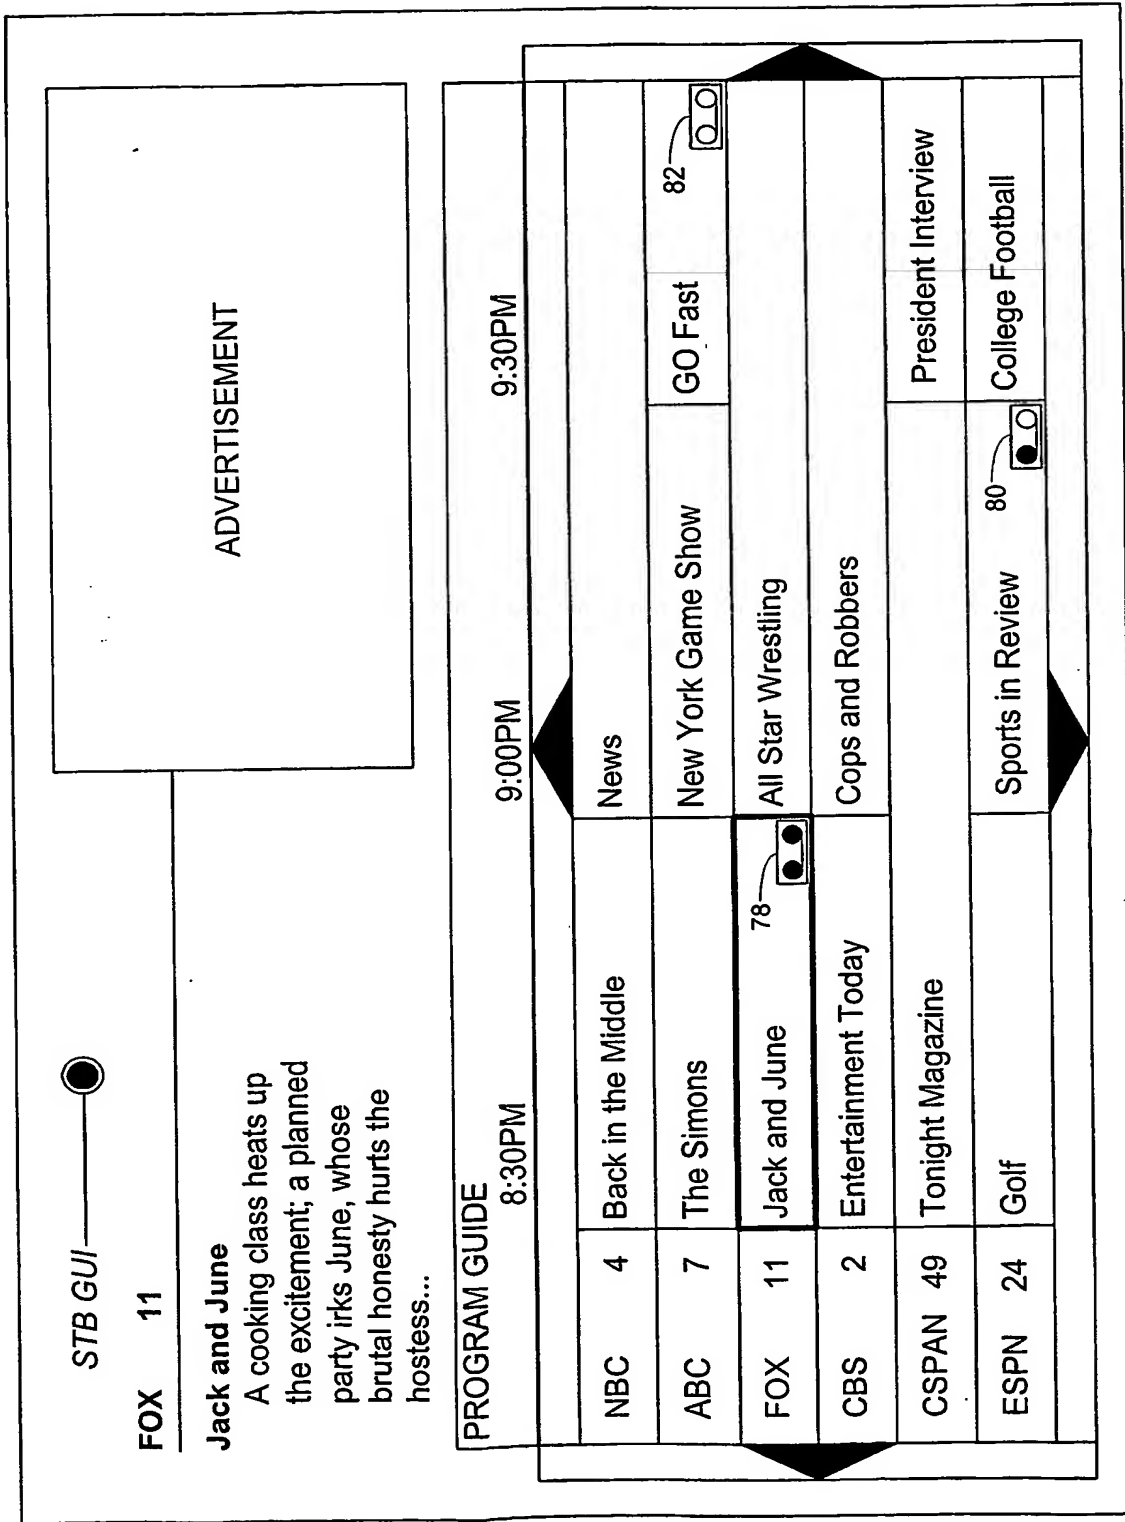 STB GUI
ADVERTISEMENT
FOX 11
Jack and June
A cooking class heats up
the excitement; a planned
party irks June, whose
brutal honesty hurts the
hostess...
PROGRAM GUIDE
8:30PM 9:00PM 9:30PM
NBC 4 Back in the Middle News
ABC 7 The Simons New York Game Show GO Fast 82
FOX 11 Jack and June 78 All Star Wrestling
CBS 2 Entertainment Today Cops and Robbers
CSPAN 49 Tonight Magazine President Interview
ESPN 24 Golf Sports in Review 80 College Football